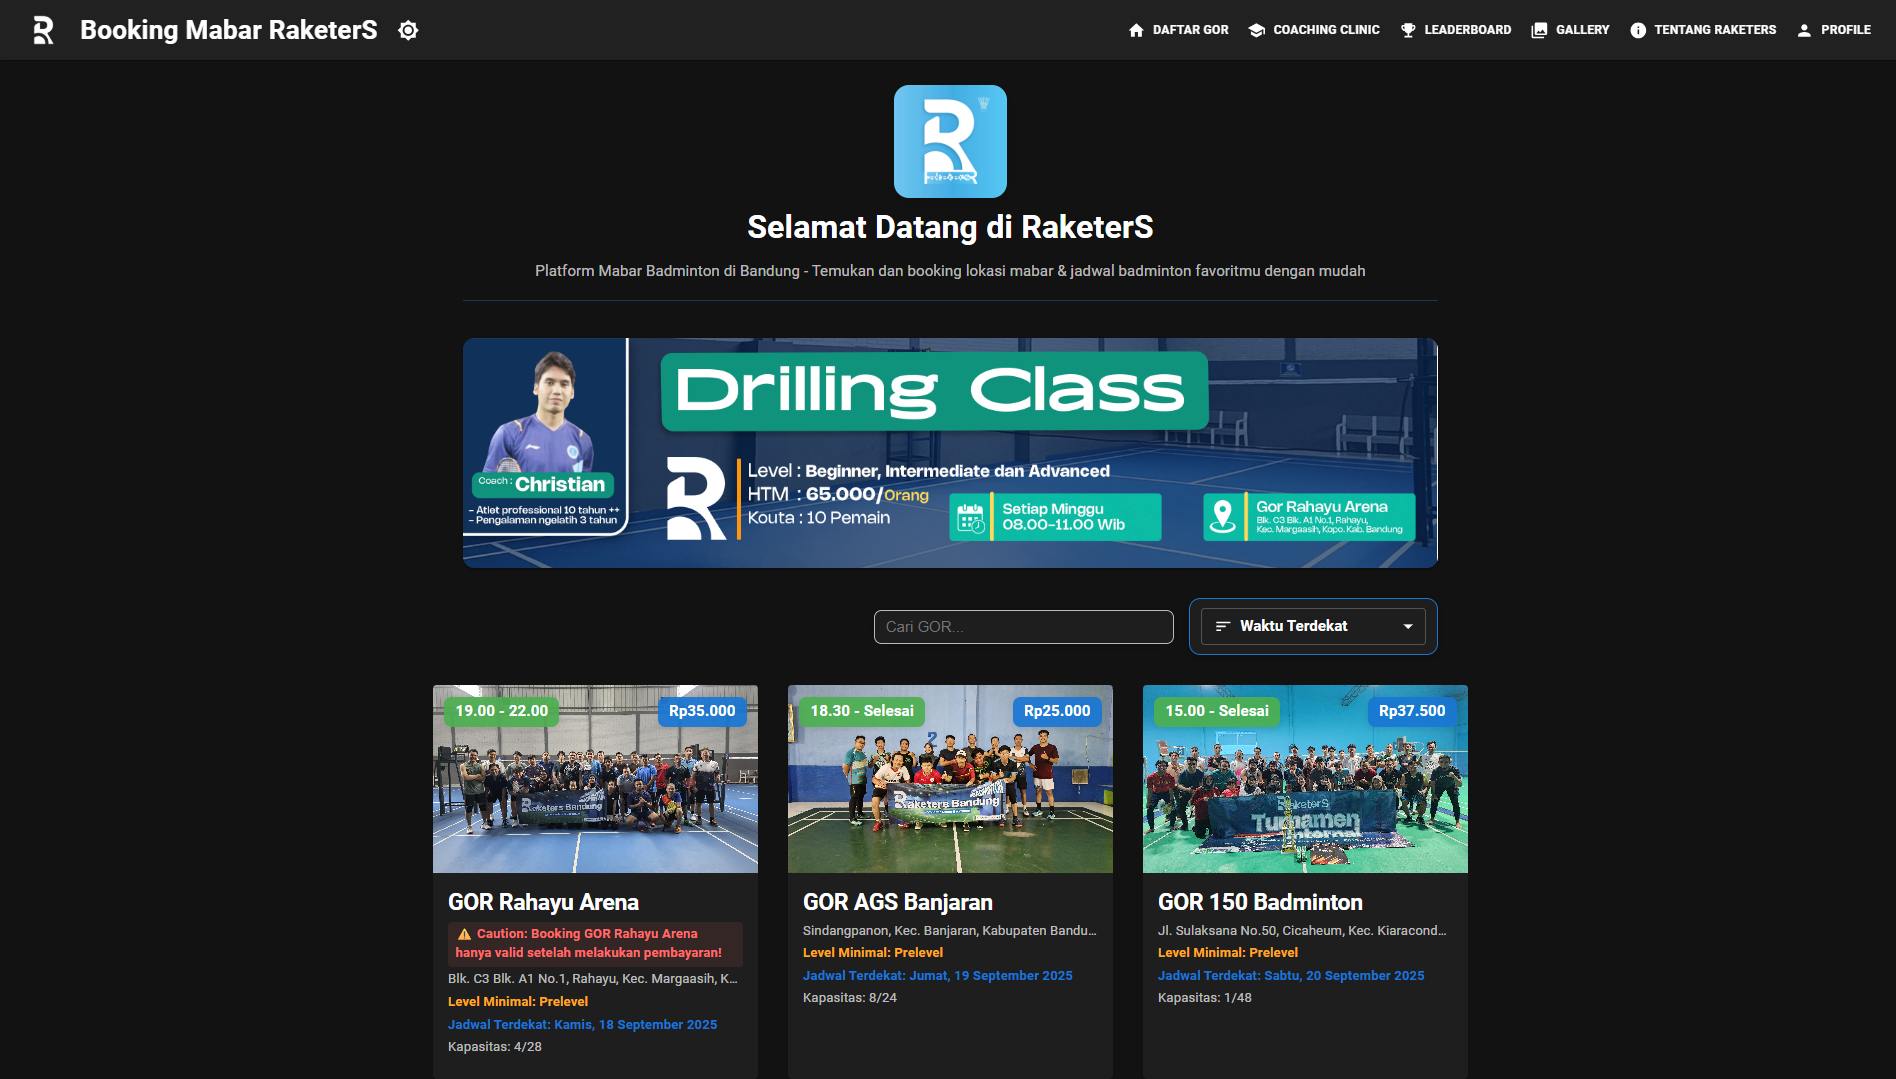 Booking Mabar RaketerS
DAFTAR GOR
COACHING CLINIC
LEADERBOARD
GALLERY
TENTANG RAKETERS
PROFILE
Selamat Datang di RaketerS
Platform Mabar Badminton di Bandung - Temukan dan booking lokasi mabar & jadwal badminton favoritmu dengan mudah
Drilling Class
Coach : Christian
- Atlet professional 10 tahun ++
- Pengalaman ngelatih 3 tahun
Level : Beginner, Intermediate dan Advanced
HTM : 65.000/Orang
Kouta : 10 Pemain
Setiap Minggu
08.00-11.00 Wib
Gor Rahayu Arena
Blk. C3 Blk. A1 No.1, Rahayu,
Kec. Margaasih, Kopo. Kab. Bandung
Cari GOR...
Waktu Terdekat
19.00 - 22.00
Rp35.000
Raketers Bandung
GOR Rahayu Arena
⚠ Caution: Booking GOR Rahayu Arena
hanya valid setelah melakukan pembayaran!
Blk. C3 Blk. A1 No.1, Rahayu, Kec. Margaasih, K...
Level Minimal: Prelevel
Jadwal Terdekat: Kamis, 18 September 2025
Kapasitas: 4/28
18.30 - Selesai
Rp25.000
2
Raketers Bandung
GOR AGS Banjaran
Sindangpanon, Kec. Banjaran, Kabupaten Bandu...
Level Minimal: Prelevel
Jadwal Terdekat: Jumat, 19 September 2025
Kapasitas: 8/24
15.00 - Selesai
Rp37.500
RaketerS
Turnamen
Internal
GOR 150 Badminton
Jl. Sulaksana No.50, Cicaheum, Kec. Kiaracond...
Level Minimal: Prelevel
Jadwal Terdekat: Sabtu, 20 September 2025
Kapasitas: 1/48